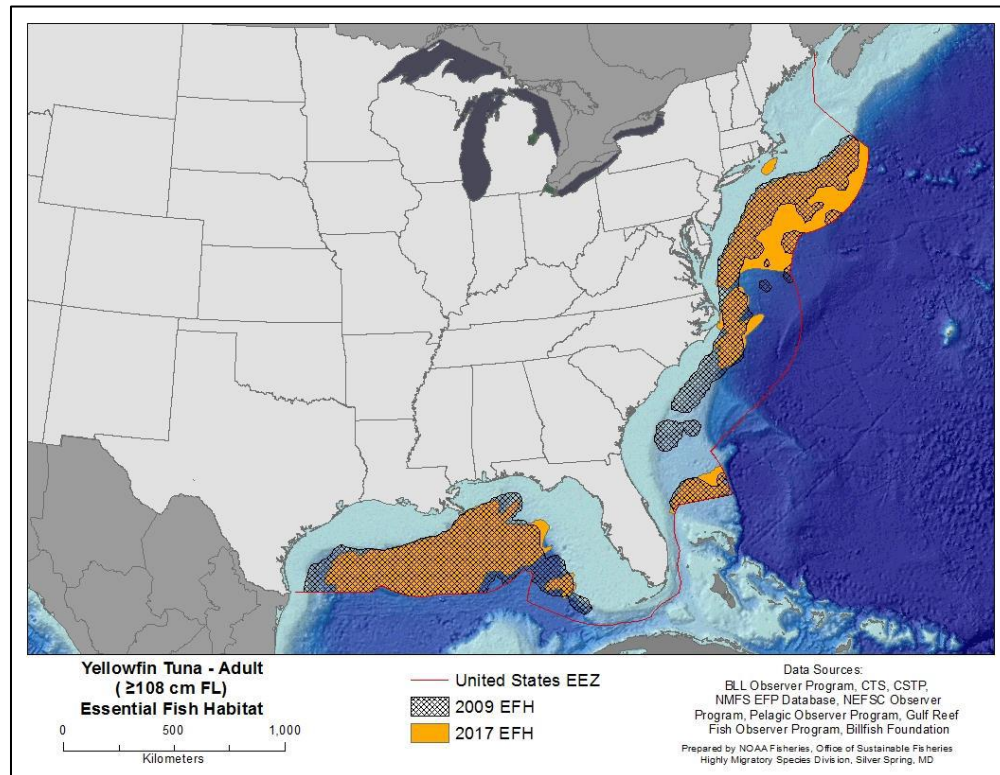 Yellowfin Tuna - Adult
( ≥108 cm FL)
Essential Fish Habitat
0 500 1,000
Kilometers
United States EEZ
2009 EFH
2017 EFH
Data Sources:
BLL Observer Program, CTS, CSTP,
NMFS EFP Database, NEFSC Observer
Program, Pelagic Observer Program, Gulf Reef
Fish Observer Program, Billfish Foundation
Prepared by NOAA Fisheries, Office of Sustainable Fisheries
Highly Migratory Species Division, Silver Spring, MD